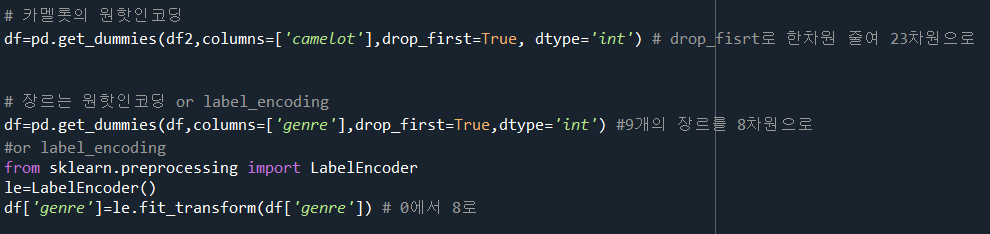 # 카멜롯의 원핫인코딩
df=pd.get_dummies(df2,columns=['camelot'],drop_first=True, dtype='int') # drop_fisrt로 한차원 줄여 23차원으로
# 장르는 원핫인코딩 or label_encoding
df=pd.get_dummies(df,columns=['genre'],drop_first=True,dtype='int') #9개의 장르를 8차원으로
#or label_encoding
from sklearn.preprocessing import LabelEncoder
le=LabelEncoder()
df['genre']=le.fit_transform(df['genre']) # 0에서 8로